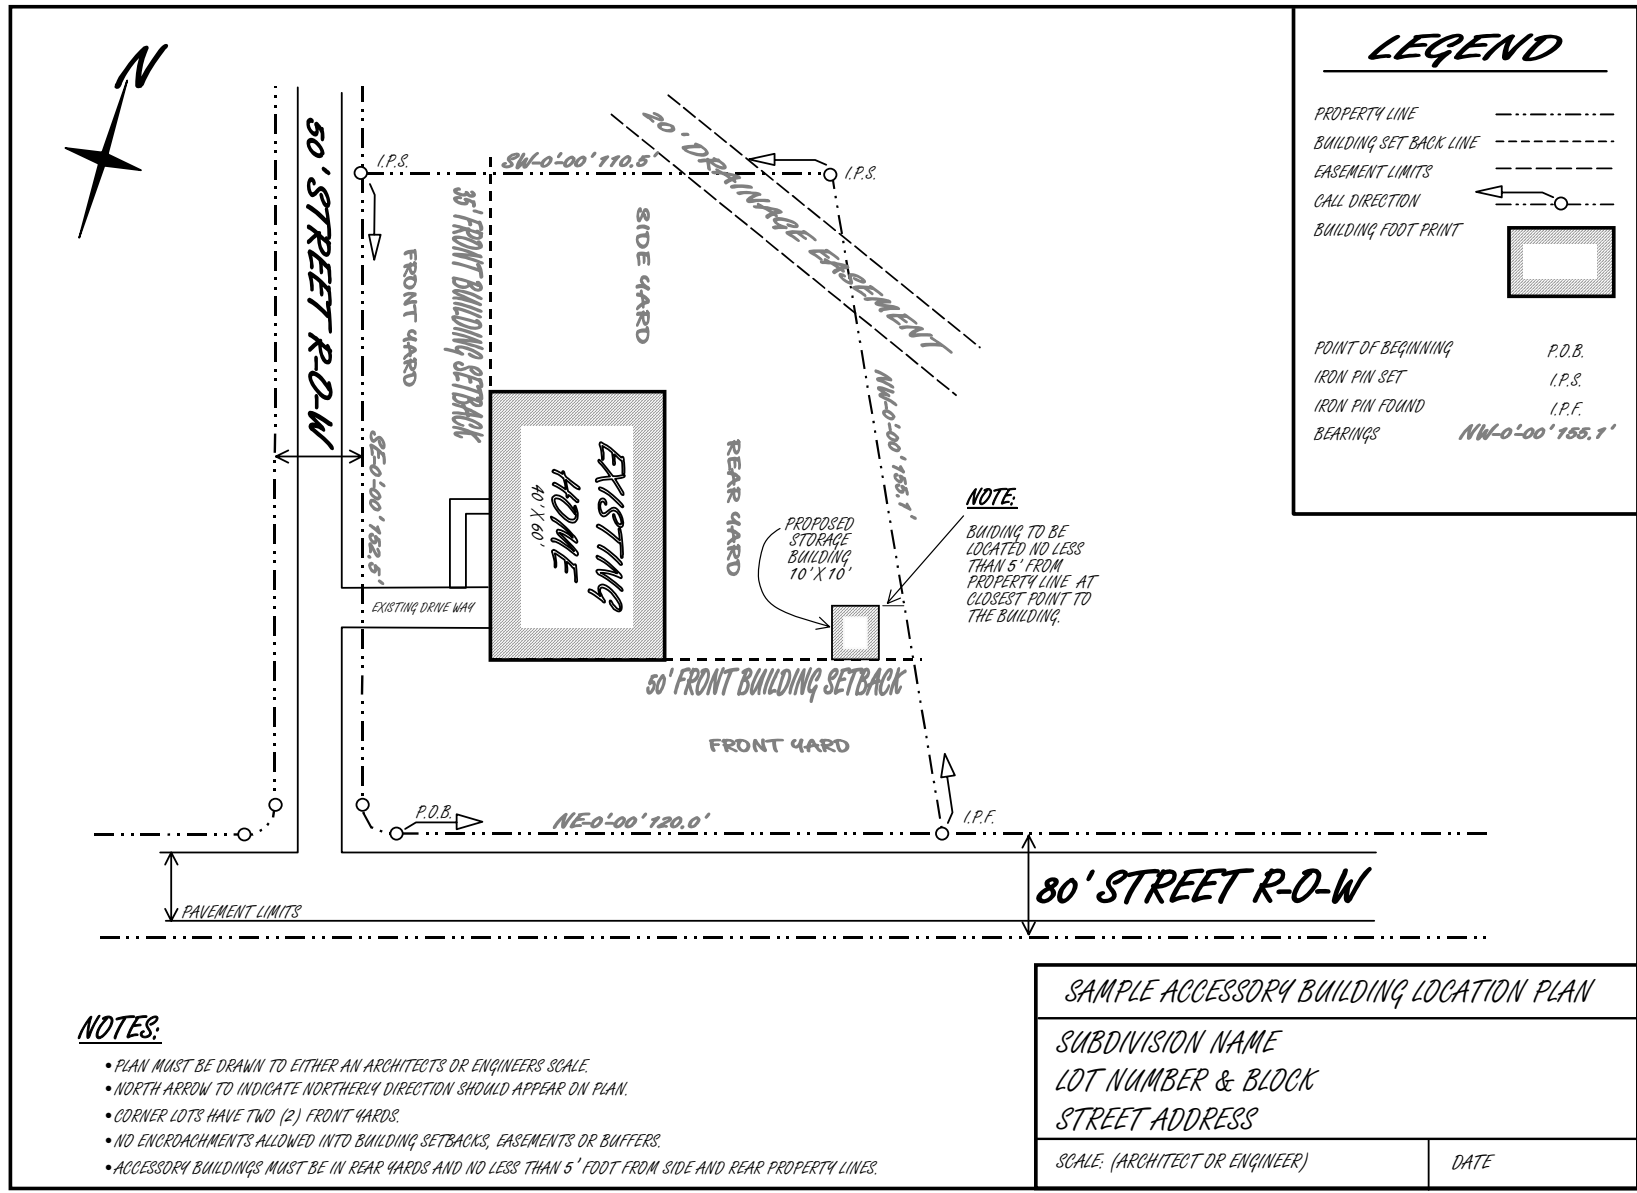 N
LEGEND
PROPERTY LINE
BUILDING SET BACK LINE
EASEMENT LIMITS
CALL DIRECTION
BUILDING FOOT PRINT
POINT OF BEGINNING P.O.B.
IRON PIN SET I.P.S.
IRON PIN FOUND I.P.F.
BEARINGS NW-0'-00' 155.1'
50' STREET R-O-W
I.P.S.
SW-0'-00' 110.5'
20' DRAINAGE EASEMENT
I.P.S.
FRONT YARD
35' FRONT BUILDING SETBACK
SIDE YARD
SE-0'-00' 152.5'
EXISTING
HOME
40' X 60'
REAR YARD
NW-0'-00' 155.1'
PROPOSED
STORAGE
BUILDING
10' X 10'
NOTE:
BUIDING TO BE
LOCATED NO LESS
THAN 5' FROM
PROPERTY LINE AT
CLOSEST POINT TO
THE BUILDING.
EXISTING DRIVE WAY
50' FRONT BUILDING SETBACK
FRONT YARD
P.O.B.
NE-0'-00' 120.0'
I.P.F.
80' STREET R-O-W
PAVEMENT LIMITS
NOTES:
• PLAN MUST BE DRAWN TO EITHER AN ARCHITECTS OR ENGINEERS SCALE.
• NORTH ARROW TO INDICATE NORTHERLY DIRECTION SHOULD APPEAR ON PLAN.
• CORNER LOTS HAVE TWO (2) FRONT YARDS.
• NO ENCROACHMENTS ALLOWED INTO BUILDING SETBACKS, EASEMENTS OR BUFFERS.
• ACCESSORY BUILDINGS MUST BE IN REAR YARDS AND NO LESS THAN 5' FOOT FROM SIDE AND REAR PROPERTY LINES.
SAMPLE ACCESSORY BUILDING LOCATION PLAN
SUBDIVISION NAME
LOT NUMBER & BLOCK
STREET ADDRESS
SCALE: (ARCHITECT OR ENGINEER) DATE